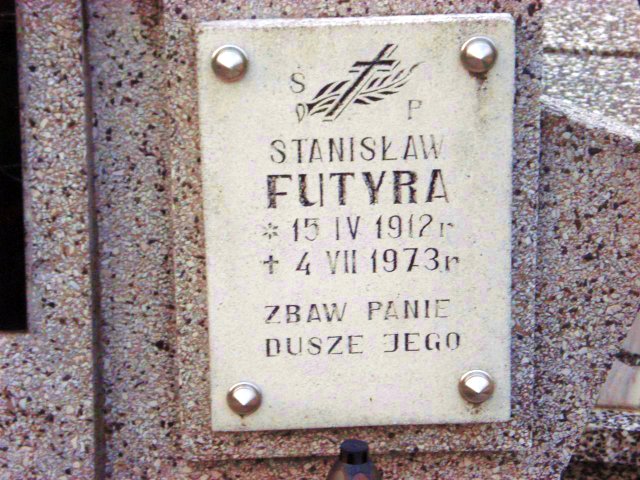 Ś P
STANISŁAW
FUTYRA
* 15 IV 1912 r
✝ 4 VII 1973 r
ZBAW PANIE
DUSZE JEGO